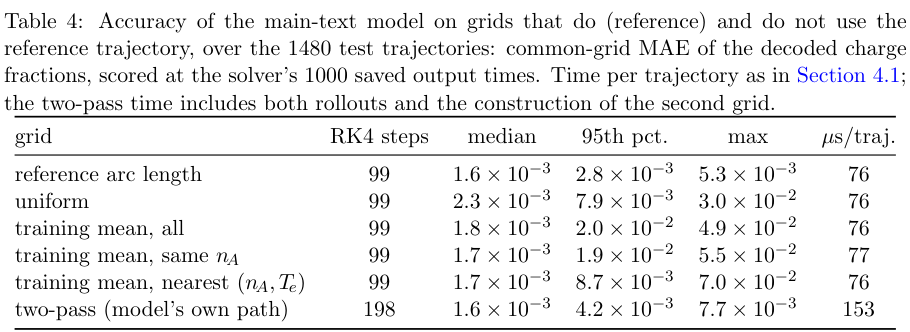 Table 4: Accuracy of the main-text model on grids that do (reference) and do not use the
reference trajectory, over the 1480 test trajectories: common-grid MAE of the decoded charge
fractions, scored at the solver's 1000 saved output times. Time per trajectory as in Section 4.1;
the two-pass time includes both rollouts and the construction of the second grid.
grid RK4 steps median 95th pct. max μs/traj.
reference arc length 99 1.6 × 10⁻³ 2.8 × 10⁻³ 5.3 × 10⁻³ 76
uniform 99 2.3 × 10⁻³ 7.9 × 10⁻³ 3.0 × 10⁻² 76
training mean, all 99 1.8 × 10⁻³ 2.0 × 10⁻² 4.9 × 10⁻² 76
training mean, same n_A 99 1.7 × 10⁻³ 1.9 × 10⁻² 5.5 × 10⁻² 77
training mean, nearest (n_A, T_e) 99 1.7 × 10⁻³ 8.7 × 10⁻³ 7.0 × 10⁻² 76
two-pass (model's own path) 198 1.6 × 10⁻³ 4.2 × 10⁻³ 7.7 × 10⁻³ 153